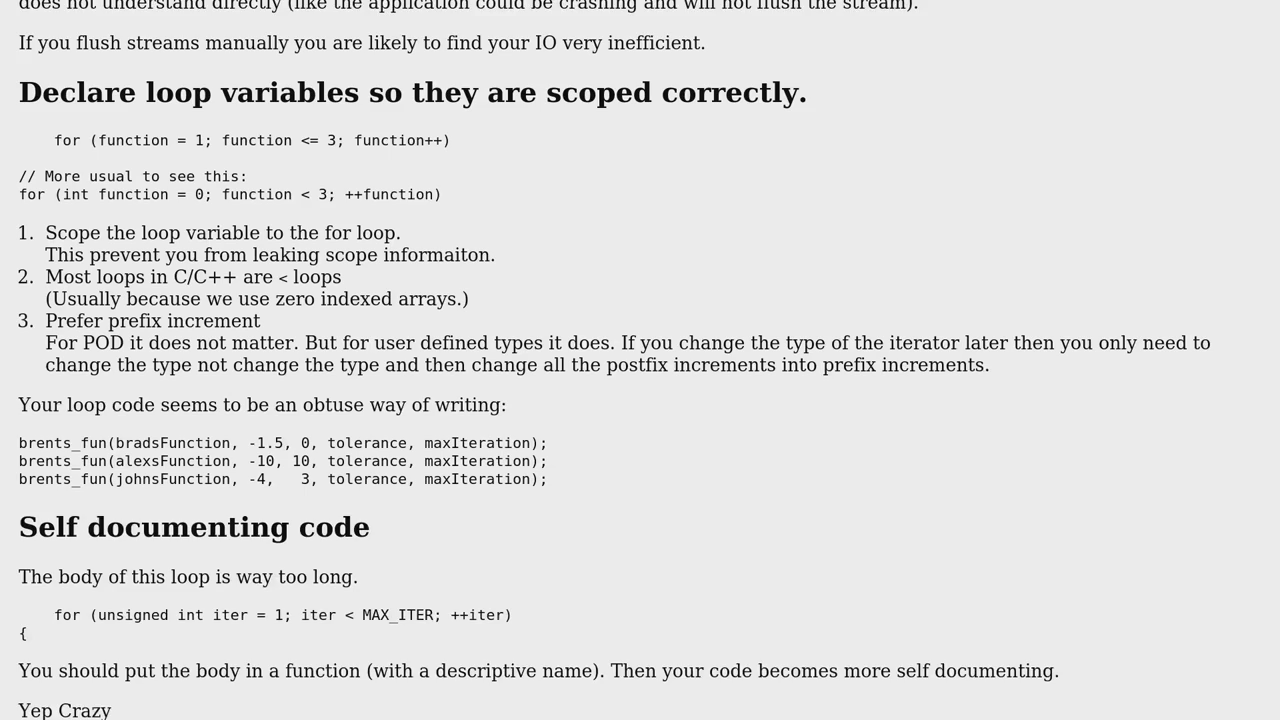 does not understand directly (like the application could be crashing and will not flush the stream).
If you flush streams manually you are likely to find your IO very inefficient.
Declare loop variables so they are scoped correctly.
for (function = 1; function <= 3; function++)
// More usual to see this:
for (int function = 0; function < 3; ++function)
1. Scope the loop variable to the for loop.
This prevent you from leaking scope informaiton.
2. Most loops in C/C++ are < loops
(Usually because we use zero indexed arrays.)
3. Prefer prefix increment
For POD it does not matter. But for user defined types it does. If you change the type of the iterator later then you only need to
change the type not change the type and then change all the postfix increments into prefix increments.
Your loop code seems to be an obtuse way of writing:
brents_fun(bradsFunction, -1.5, 0, tolerance, maxIteration);
brents_fun(alexsFunction, -10, 10, tolerance, maxIteration);
brents_fun(johnsFunction, -4,   3, tolerance, maxIteration);
Self documenting code
The body of this loop is way too long.
for (unsigned int iter = 1; iter < MAX_ITER; ++iter)
{
You should put the body in a function (with a descriptive name). Then your code becomes more self documenting.
Yep Crazy